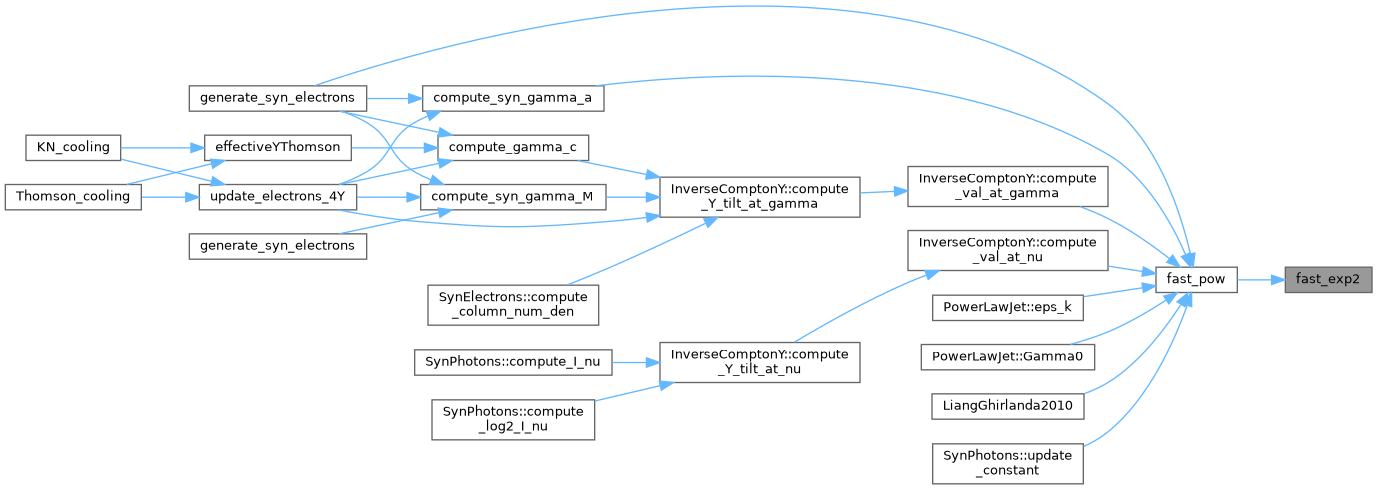 generate_syn_electrons
compute_syn_gamma_a
KN_cooling
effectiveYThomson
compute_gamma_c
Thomson_cooling
update_electrons_4Y
compute_syn_gamma_M
generate_syn_electrons
InverseComptonY::compute
_Y_tilt_at_gamma
InverseComptonY::compute
_val_at_gamma
InverseComptonY::compute
_val_at_nu
fast_pow
fast_exp2
SynElectrons::compute
_column_num_den
PowerLawJet::eps_k
SynPhotons::compute_I_nu
InverseComptonY::compute
_Y_tilt_at_nu
PowerLawJet::Gamma0
SynPhotons::compute
_log2_I_nu
LiangGhirlanda2010
SynPhotons::update
_constant